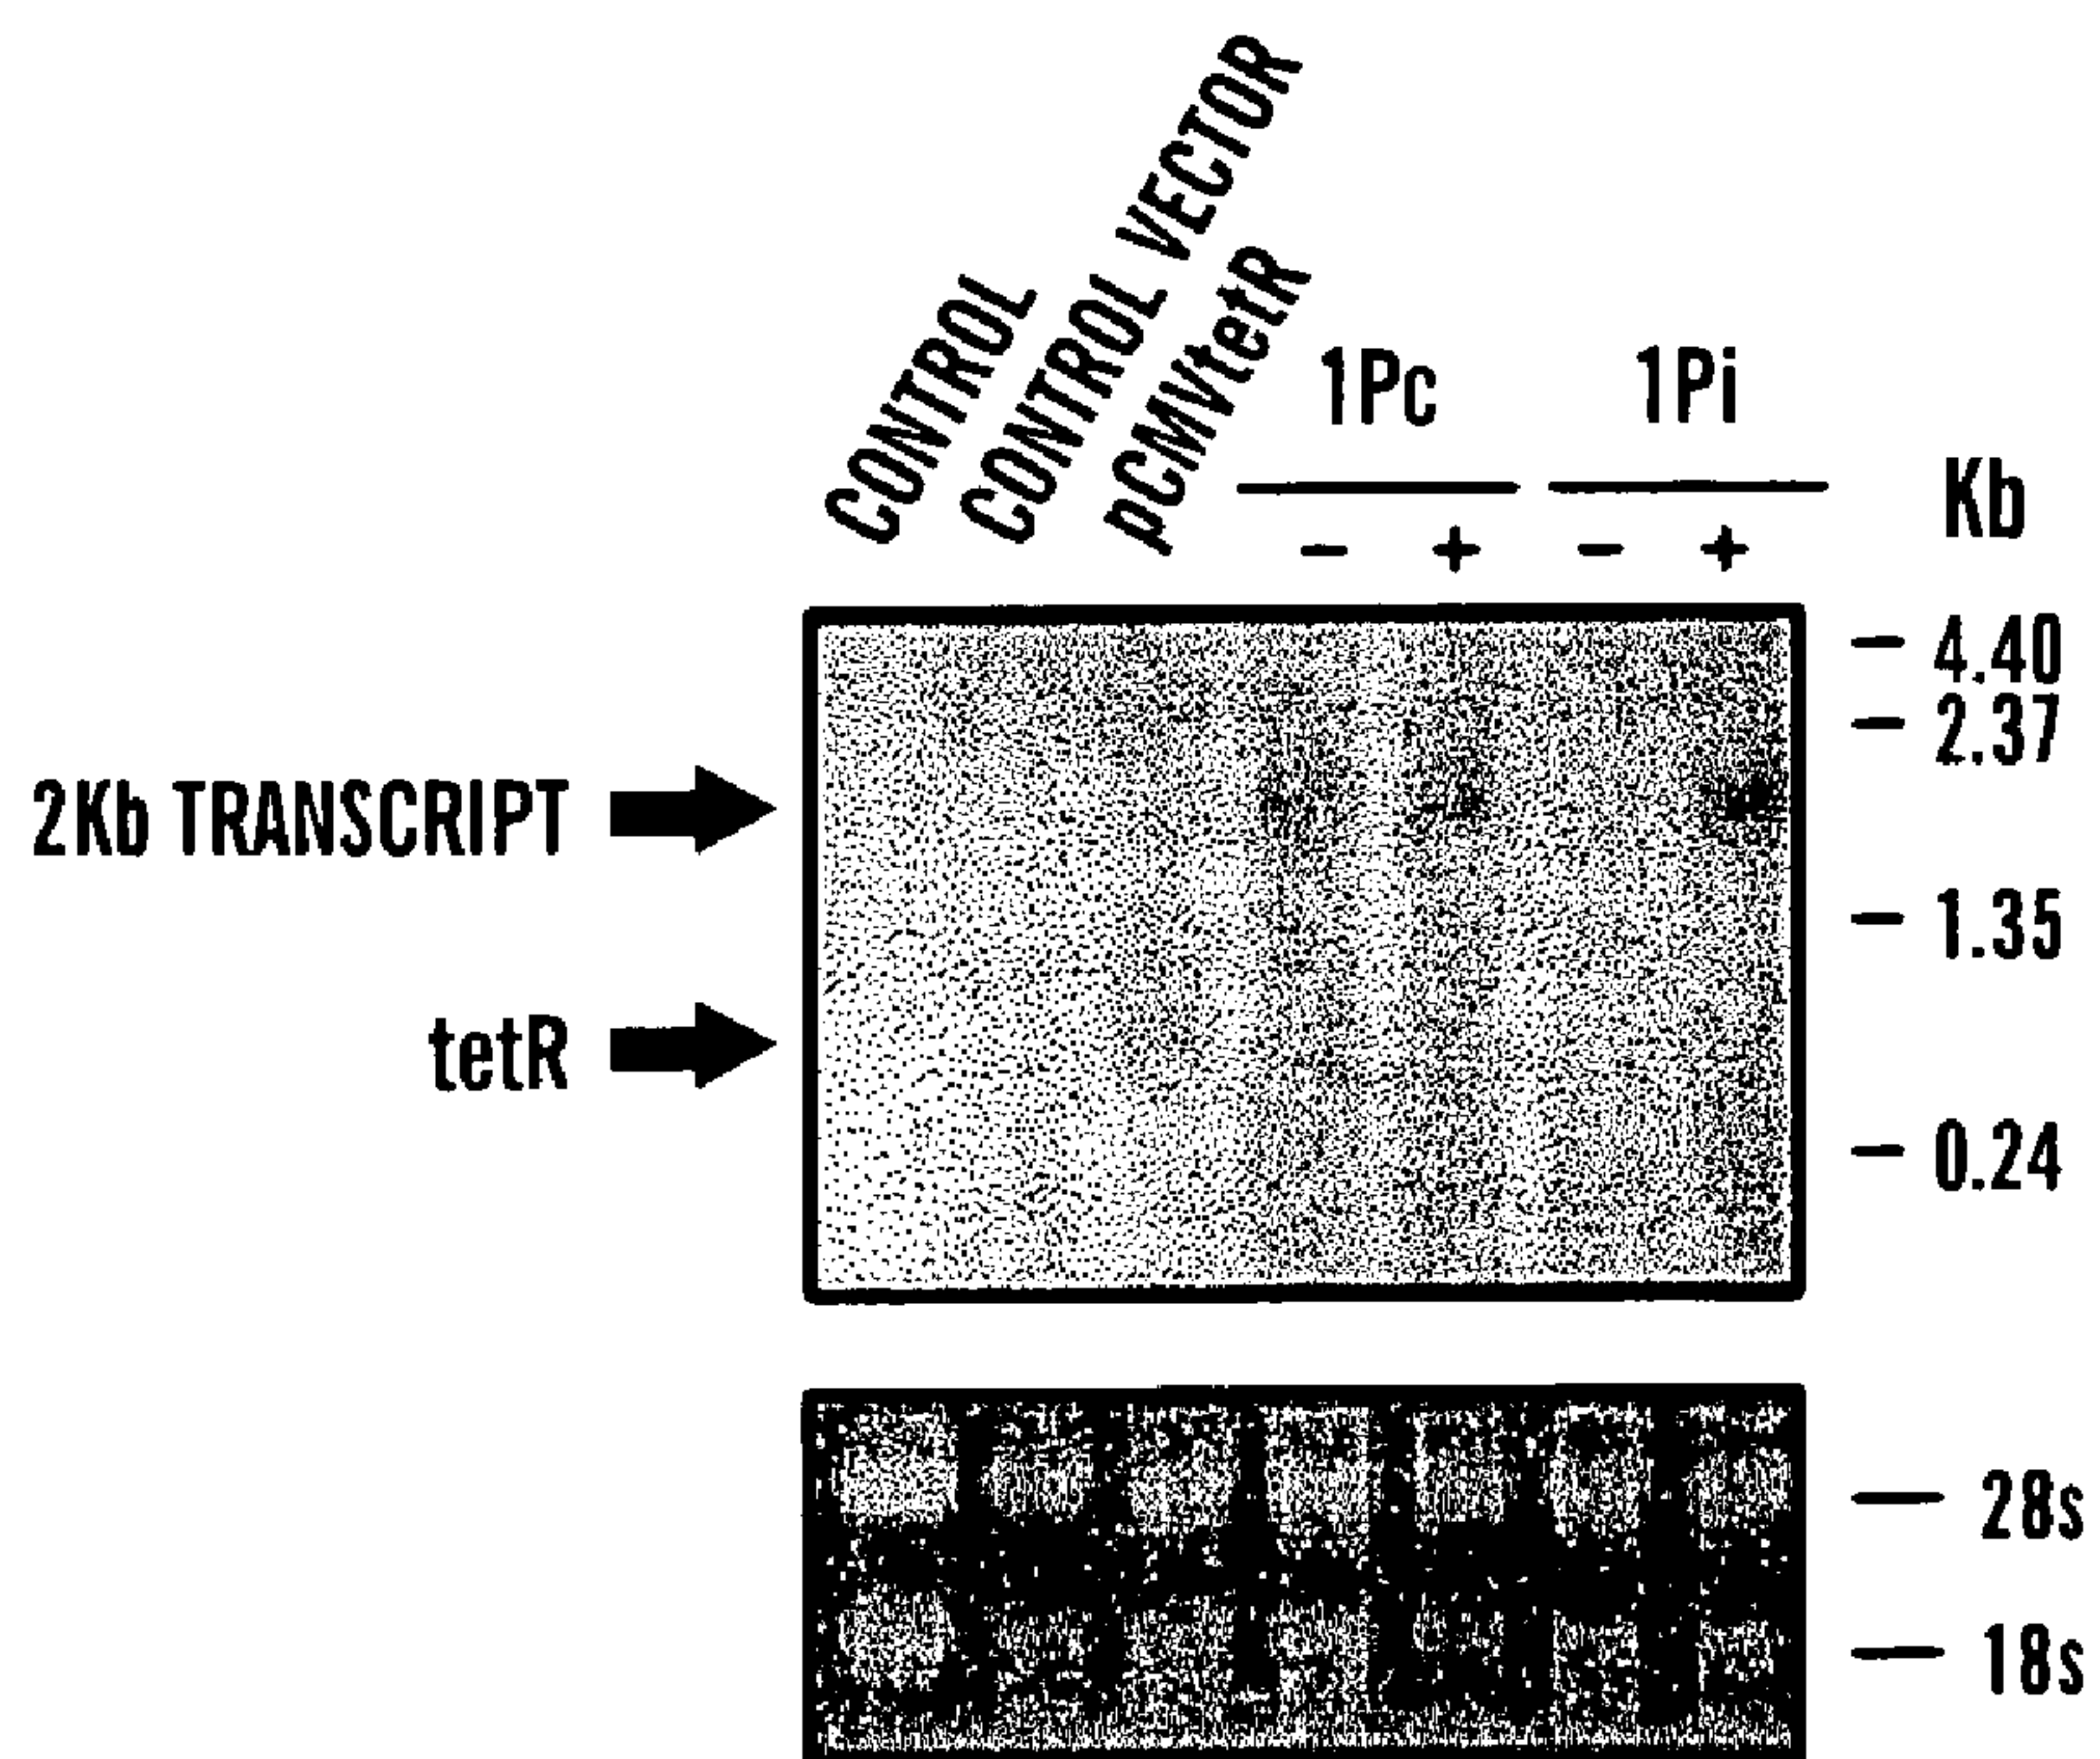 CONTROL
CONTROL VECTOR
pCMVtetR
1Pc
1Pi
Kb
- + - +
4.40
2.37
2Kb TRANSCRIPT
1.35
tetR
0.24
28s
18s